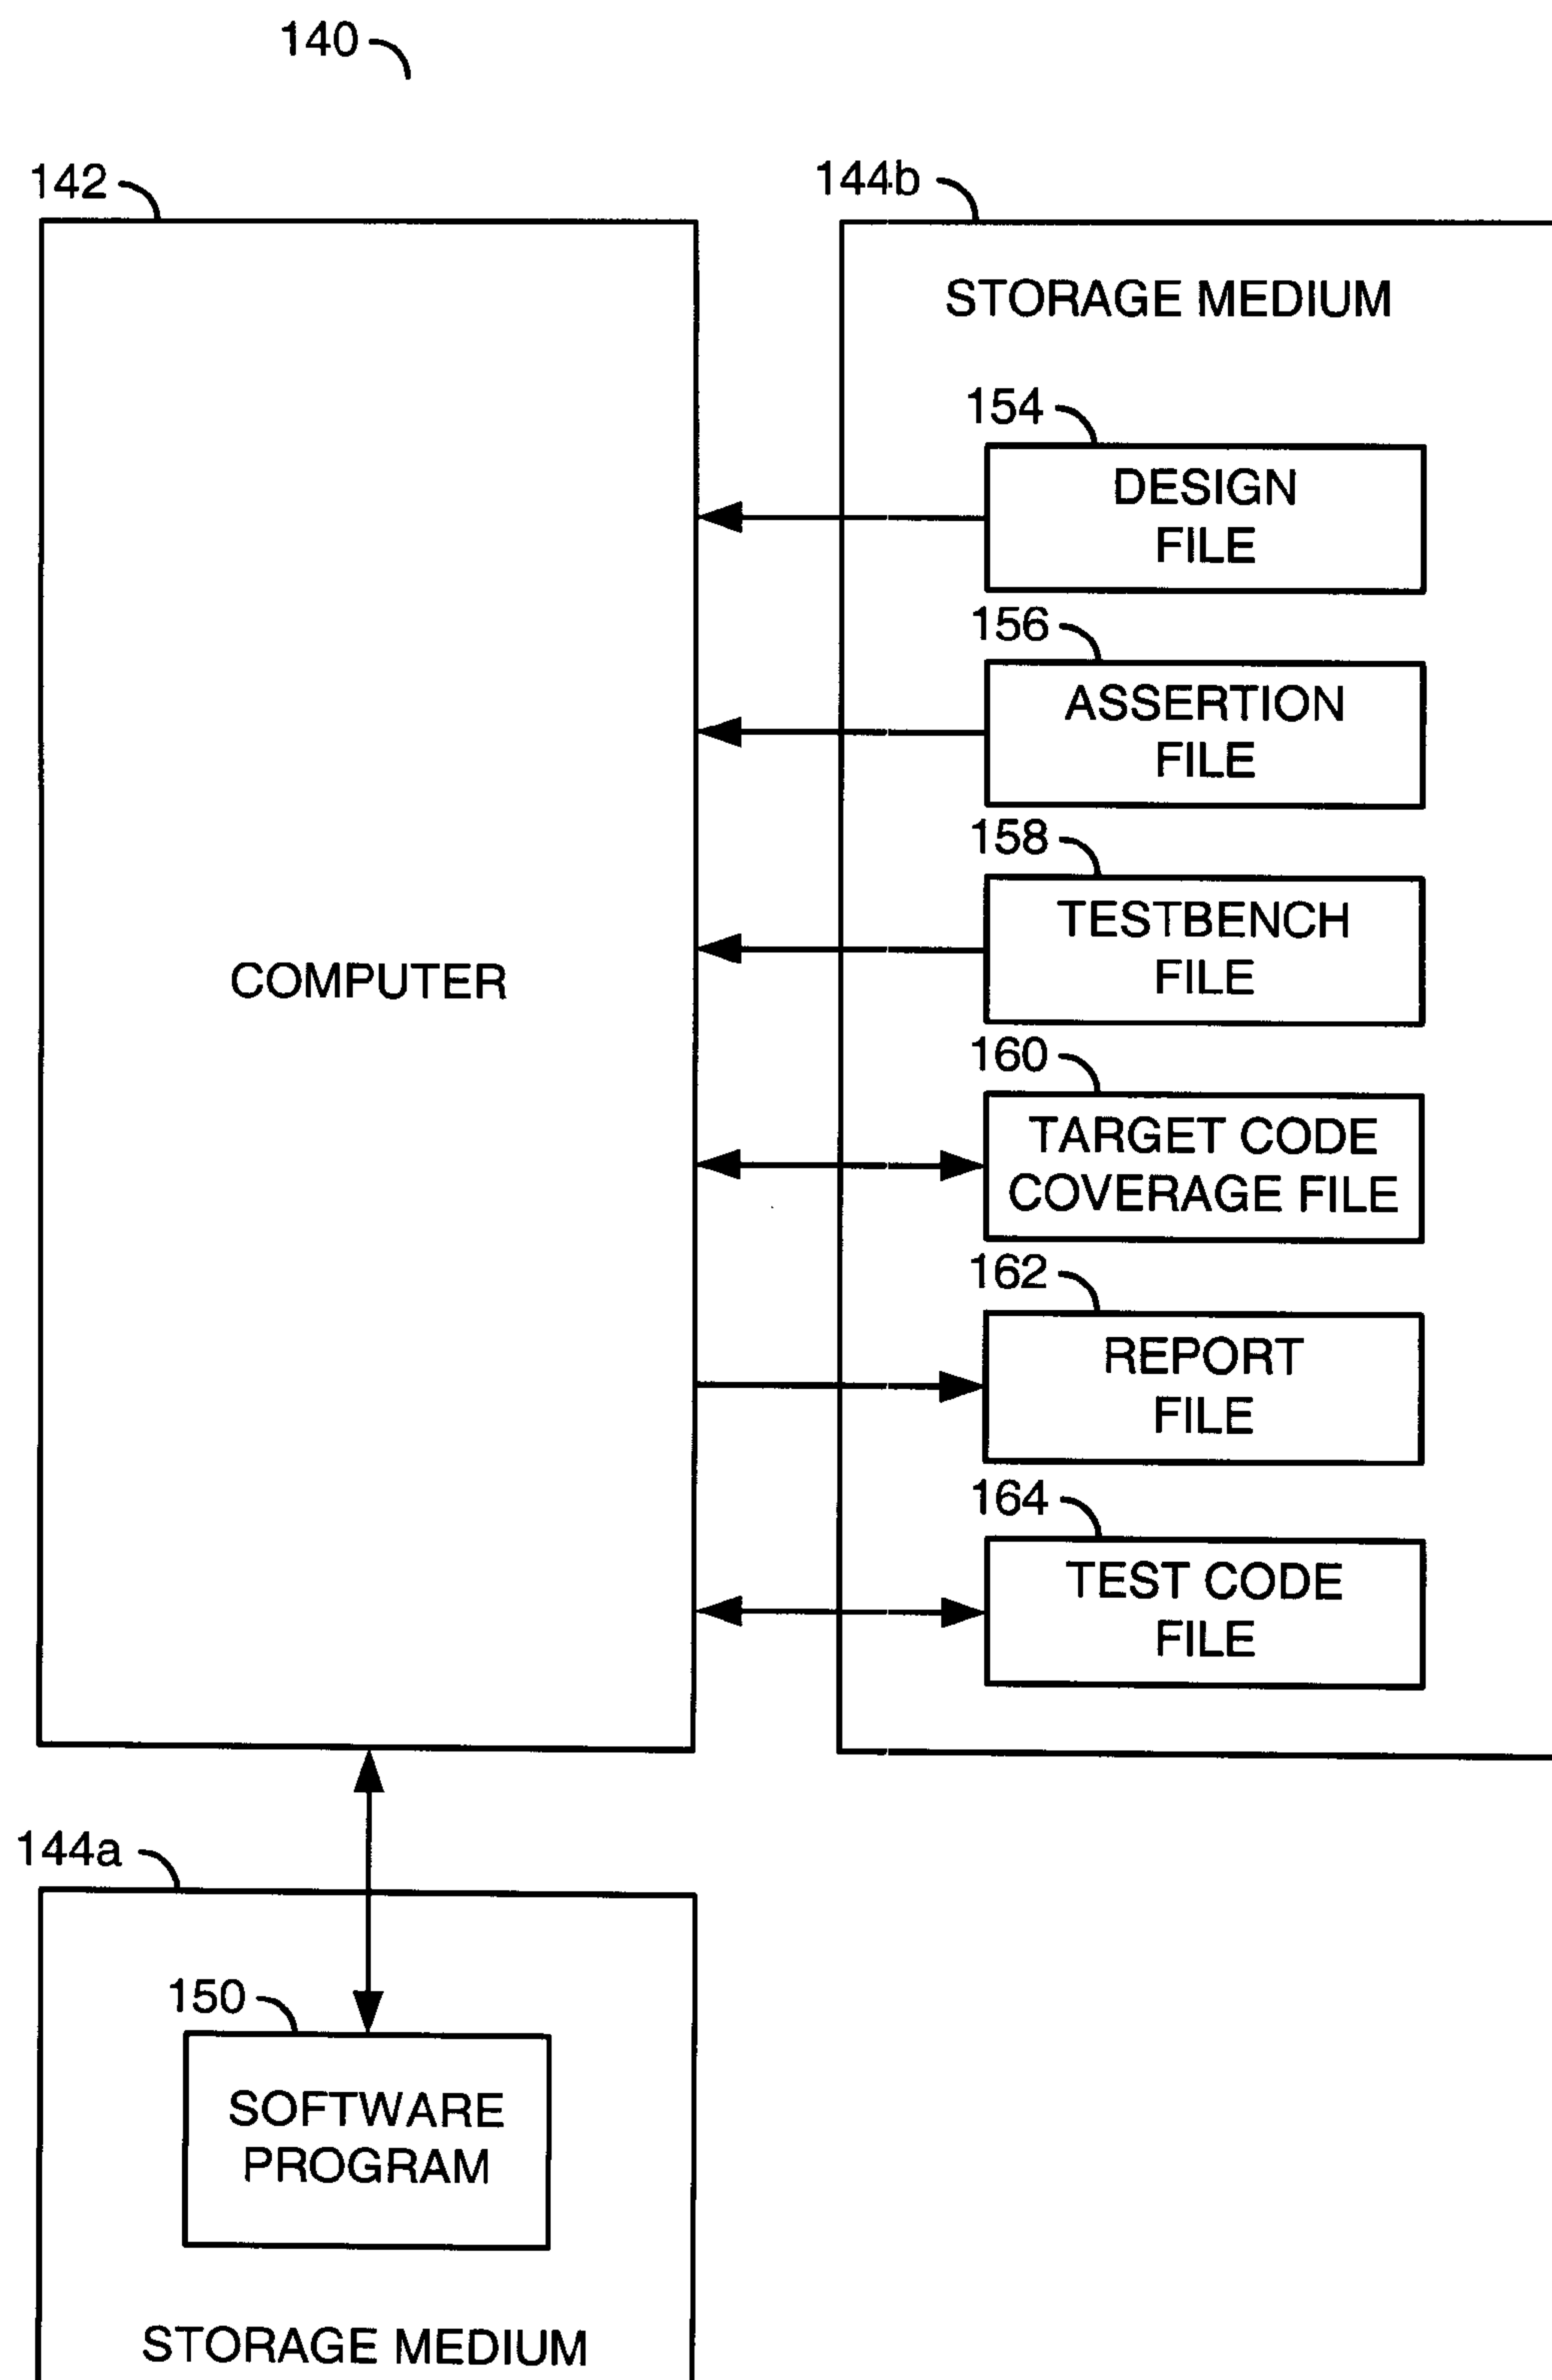 140
142
144b
STORAGE MEDIUM
154
DESIGN
FILE
156
ASSERTION
FILE
158
TESTBENCH
FILE
COMPUTER
160
TARGET CODE
COVERAGE FILE
162
REPORT
FILE
164
TEST CODE
FILE
144a
150
SOFTWARE
PROGRAM
STORAGE MEDIUM